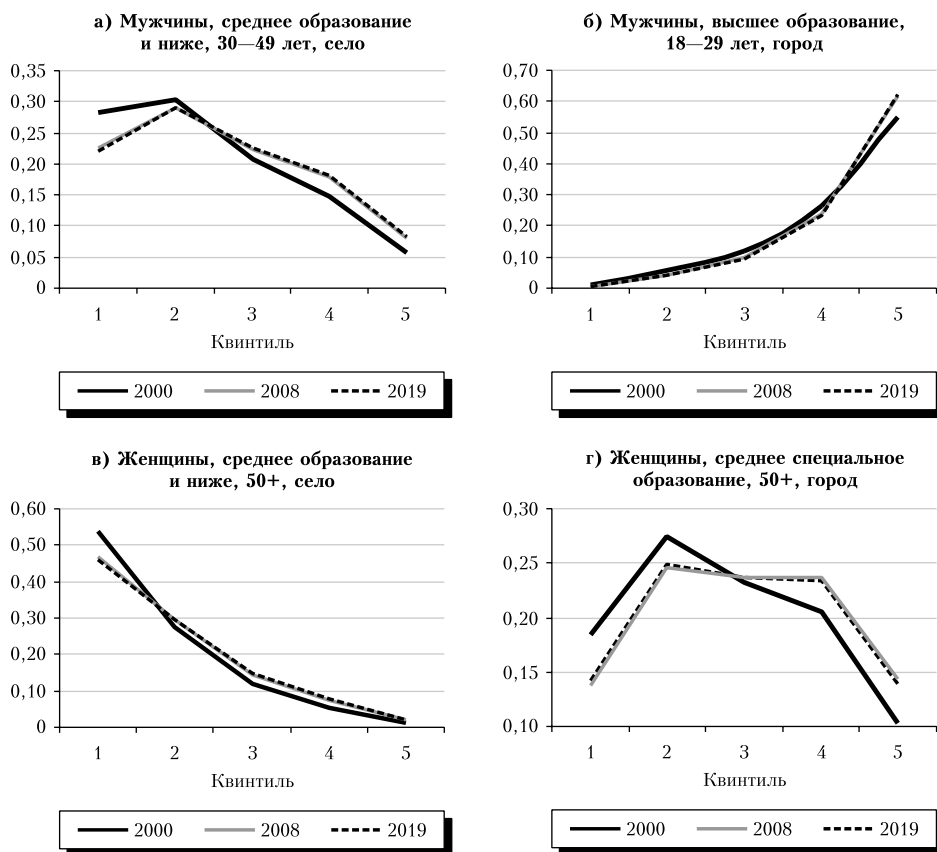 а) Мужчины, среднее образование
и ниже, 30—49 лет, село
0,35
0,30
0,25
0,20
0,15
0,10
0,05
0
1 2 3 4 5
Квинтиль
2000 2008 2019
б) Мужчины, высшее образование,
18—29 лет, город
0,70
0,60
0,50
0,40
0,30
0,20
0,10
0
1 2 3 4 5
Квинтиль
2000 2008 2019
в) Женщины, среднее образование
и ниже, 50+, село
0,60
0,50
0,40
0,30
0,20
0,10
0
1 2 3 4 5
Квинтиль
2000 2008 2019
г) Женщины, среднее специальное
образование, 50+, город
0,30
0,25
0,20
0,15
0,10
1 2 3 4 5
Квинтиль
2000 2008 2019